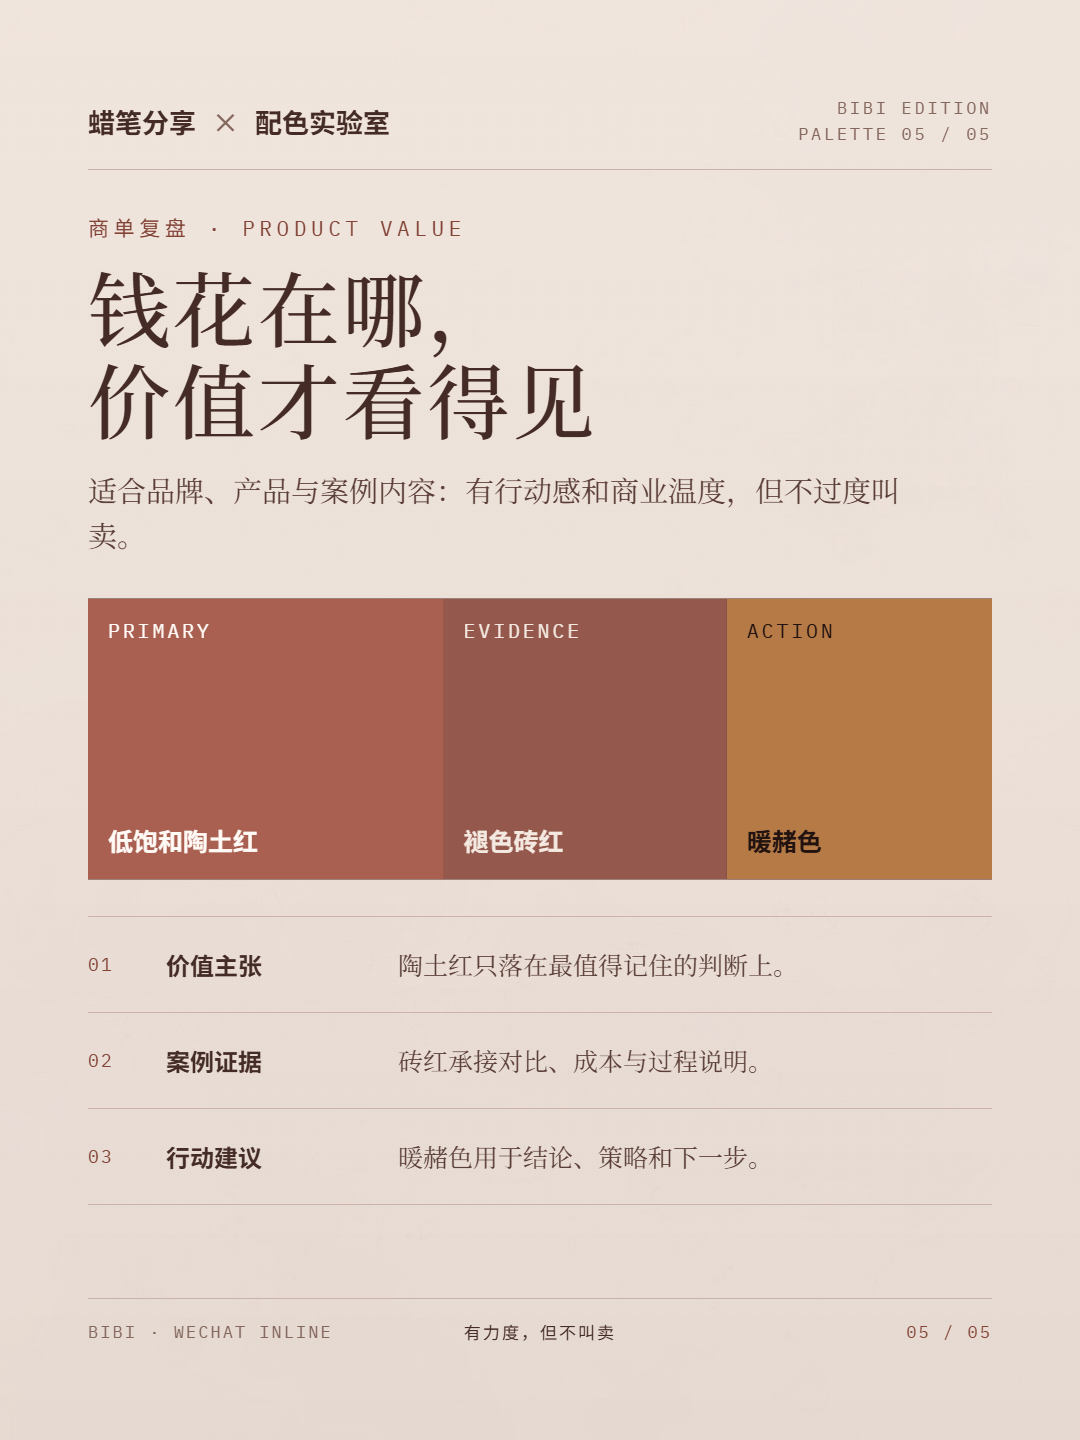 蜡笔分享 × 配色实验室
BIBI EDITION
PALETTE 05 / 05
商单复盘 · PRODUCT VALUE
钱花在哪，
价值才看得见
适合品牌、产品与案例内容：有行动感和商业温度，但不过度叫
卖。
PRIMARY
EVIDENCE
ACTION
低饱和陶土红
褪色砖红
暖赭色
01 价值主张 陶土红只落在最值得记住的判断上。
02 案例证据 砖红承接对比、成本与过程说明。
03 行动建议 暖赭色用于结论、策略和下一步。
BIBI · WECHAT INLINE
有力度，但不叫卖
05 / 05